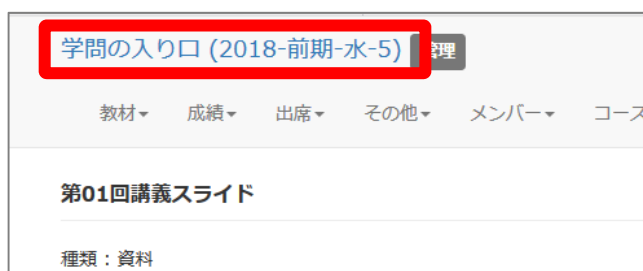 学問の入り口 (2018-前期-水-5) 管理
教材▾ 成績▾ 出席▾ その他▾ メンバー▾ コース
第01回講義スライド
種類：資料